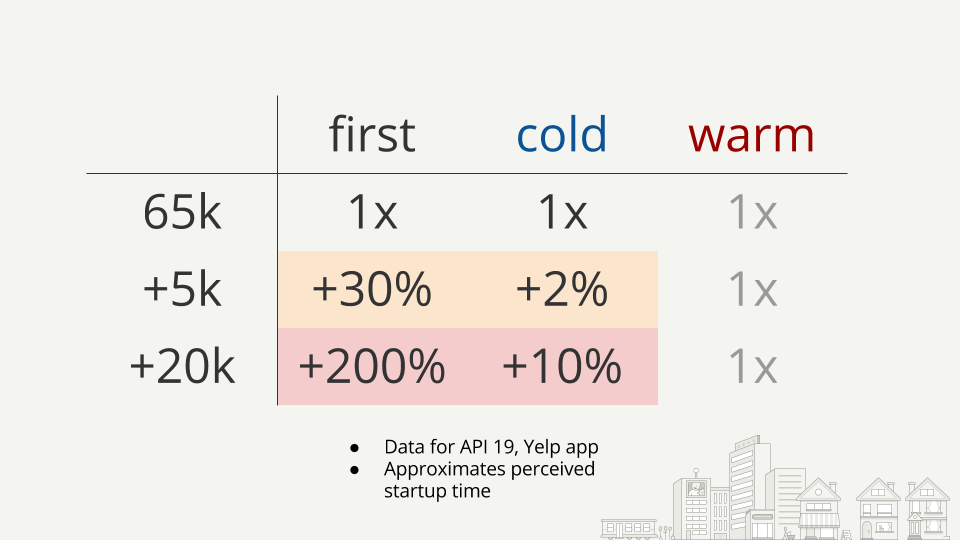 first cold warm
65k 1x 1x 1x
+5k +30% +2% 1x
+20k +200% +10% 1x
● Data for API 19, Yelp app
● Approximates perceived
startup time